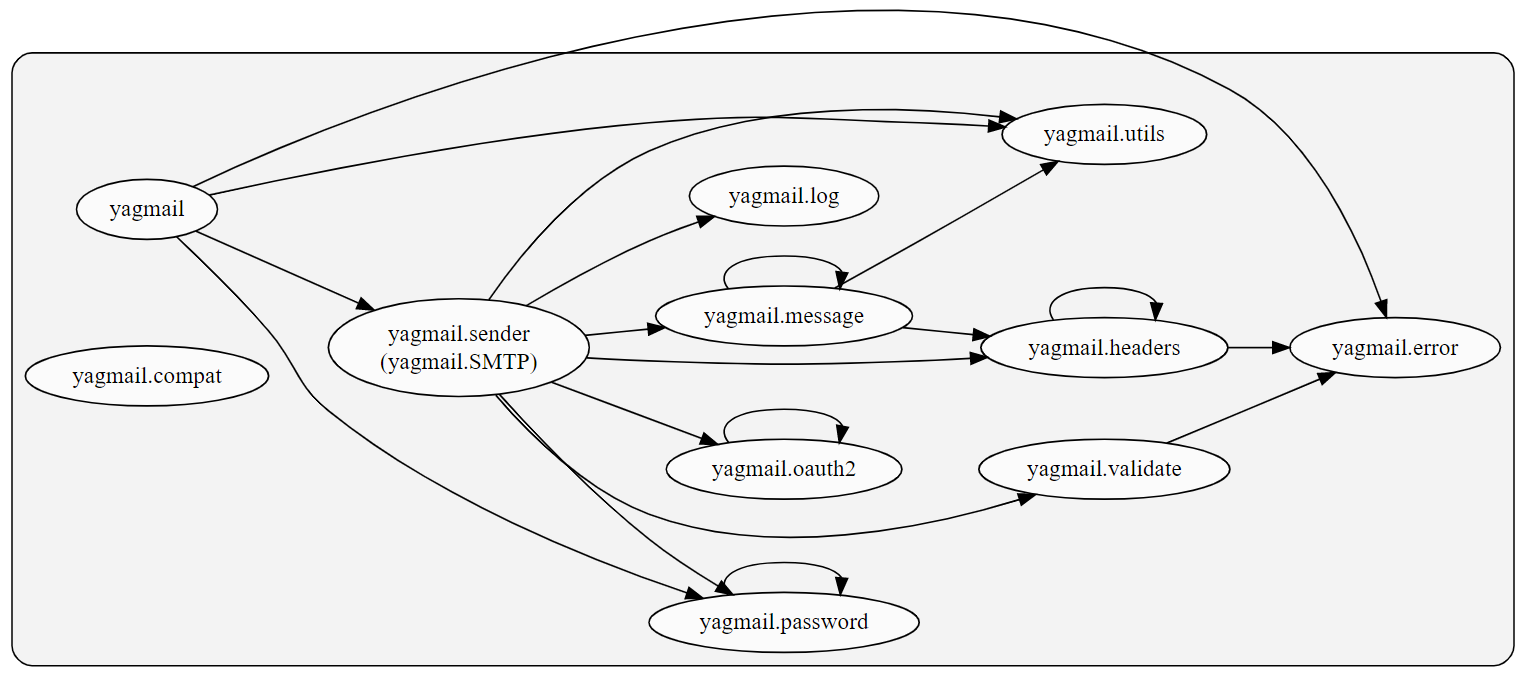 yagmail.utils
yagmail.log
yagmail
yagmail.message
yagmail.sender
(yagmail.SMTP)
yagmail.headers
yagmail.error
yagmail.compat
yagmail.oauth2
yagmail.validate
yagmail.password